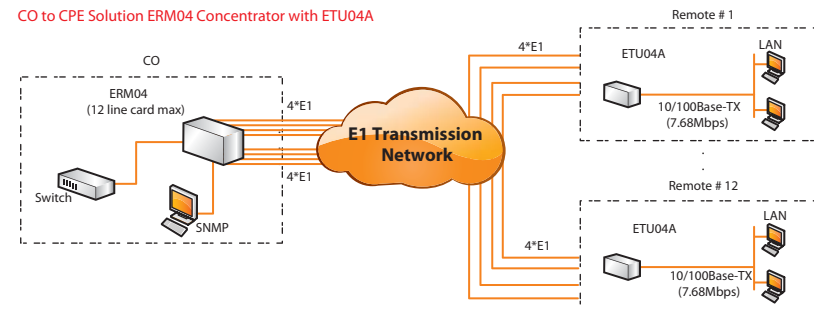 CO to CPE Solution ERM04 Concentrator with ETU04A
CO
ERM04
(12 line card max)
4*E1
4*E1
Switch
SNMP
E1 Transmission
Network
4*E1
Remote # 1
ETU04A
LAN
10/100Base-TX
(7.68Mbps)
.
.
Remote # 12
4*E1
ETU04A
LAN
10/100Base-TX
(7.68Mbps)